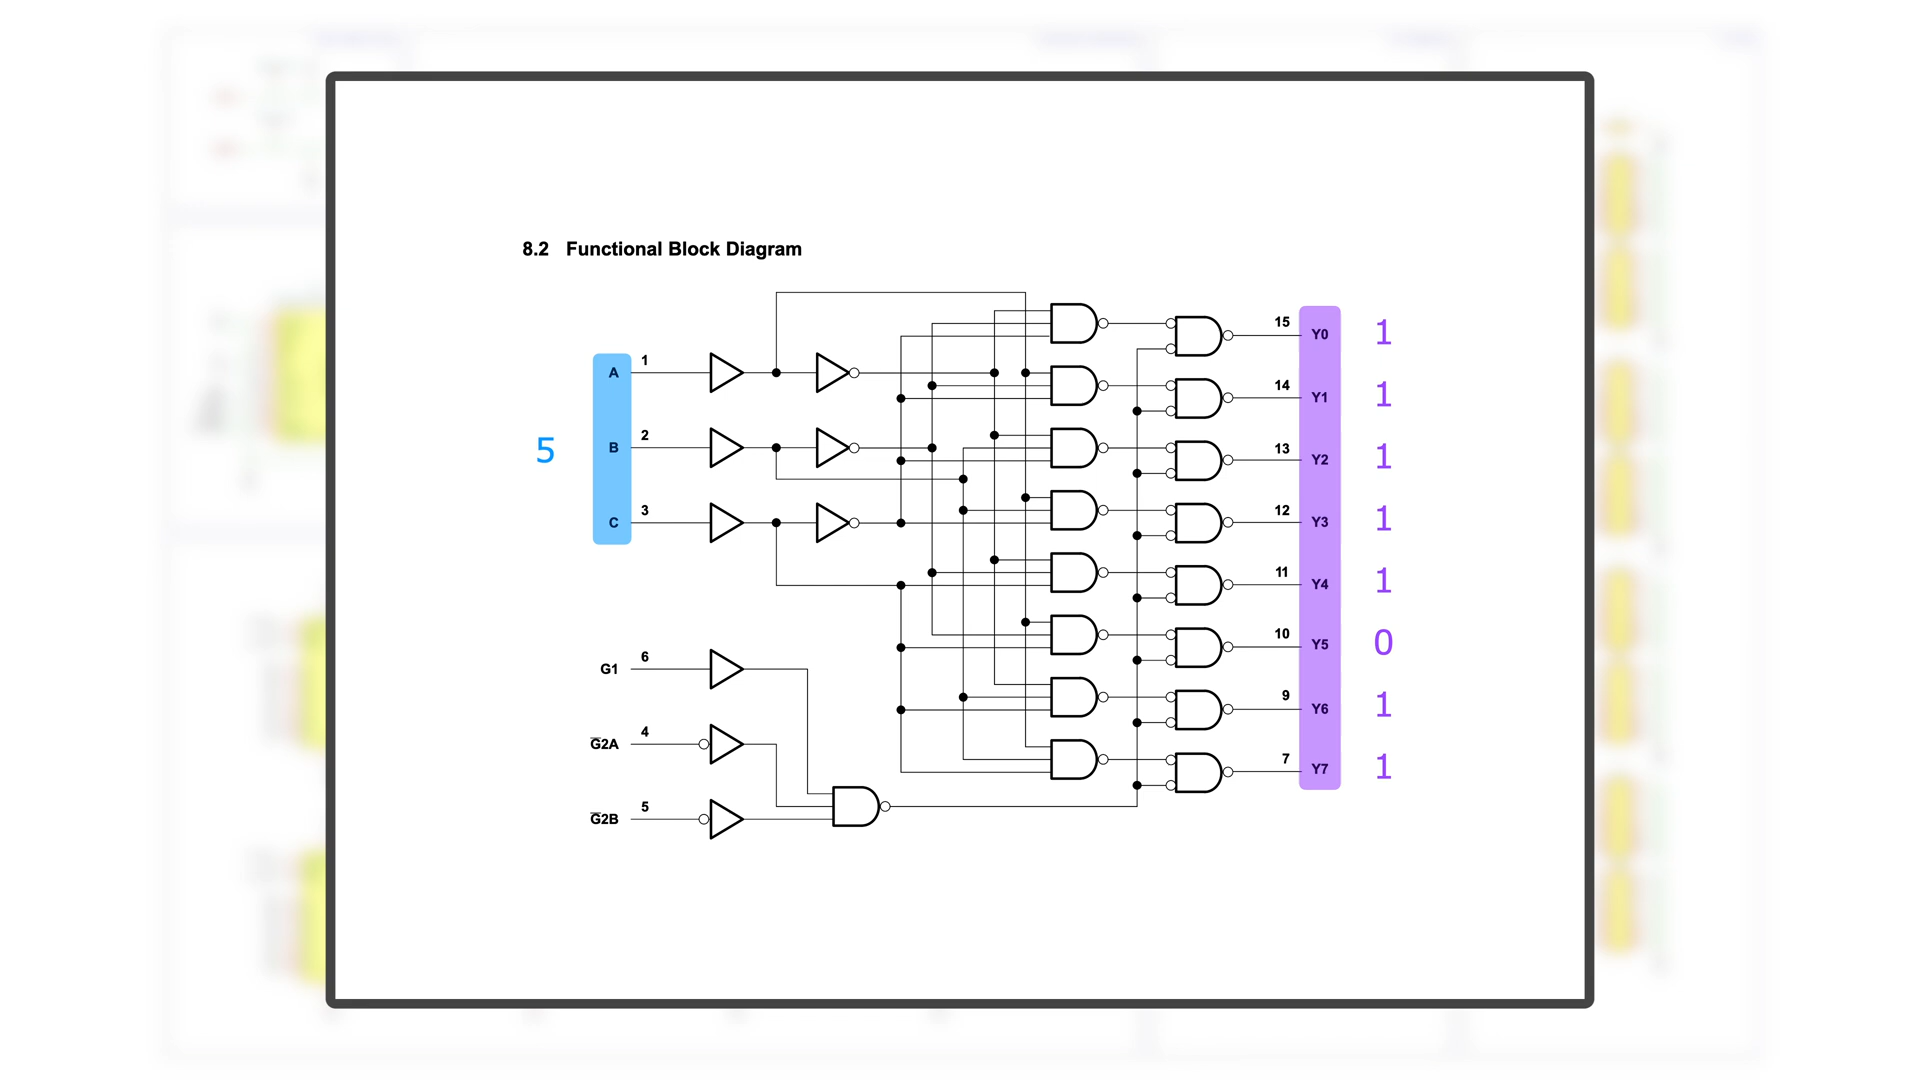 8.2 Functional Block Diagram
15 Y0 1
A 1
14 Y1 1
5 B 2
13 Y2 1
C 3
12 Y3 1
11 Y4 1
10 Y5 0
G1 6
9 Y6 1
G̅2A 4
7 Y7 1
G̅2B 5